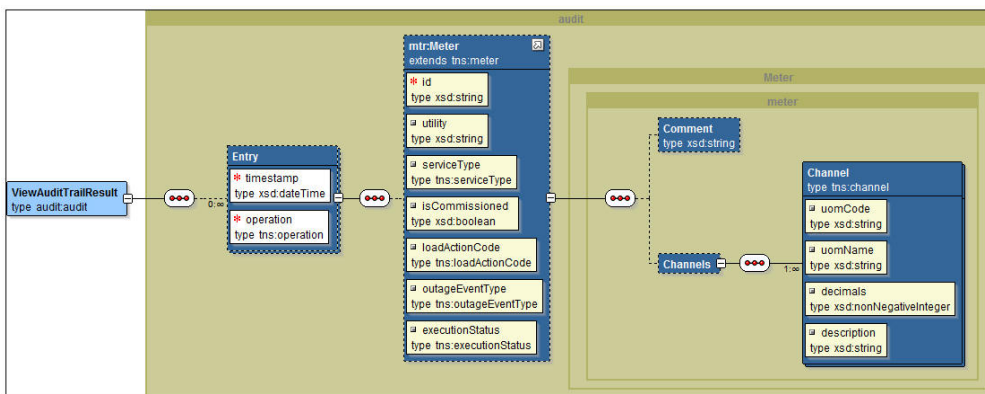 audit
ViewAuditTrailResult
type audit:audit
0:∞
Entry
* timestamp
type xsd:dateTime
* operation
type tns:operation
mtr:Meter
extends tns:meter
* id
type xsd:string
utility
type xsd:string
serviceType
type tns:serviceType
isCommissioned
type xsd:boolean
loadActionCode
type tns:loadActionCode
outageEventType
type tns:outageEventType
executionStatus
type tns:executionStatus
Meter
meter
Comment
type xsd:string
Channels
1:∞
Channel
type tns:channel
uomCode
type xsd:string
uomName
type xsd:string
decimals
type xsd:nonNegativeInteger
description
type xsd:string